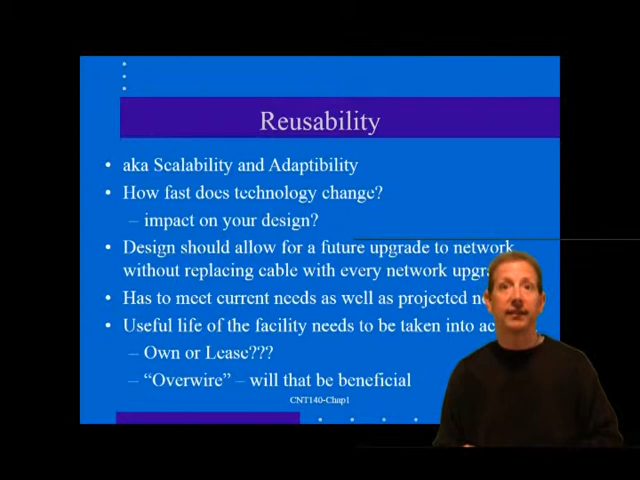 Reusability
• aka Scalability and Adaptibility
• How fast does technology change?
– impact on your design?
• Design should allow for a future upgrade to network
without replacing cable with every network
• Has to meet current needs as well as projected
• Useful life of the facility needs to be taken into
– Own or Lease???
– “Overwire” – will that be beneficial
CNT140-Chap1